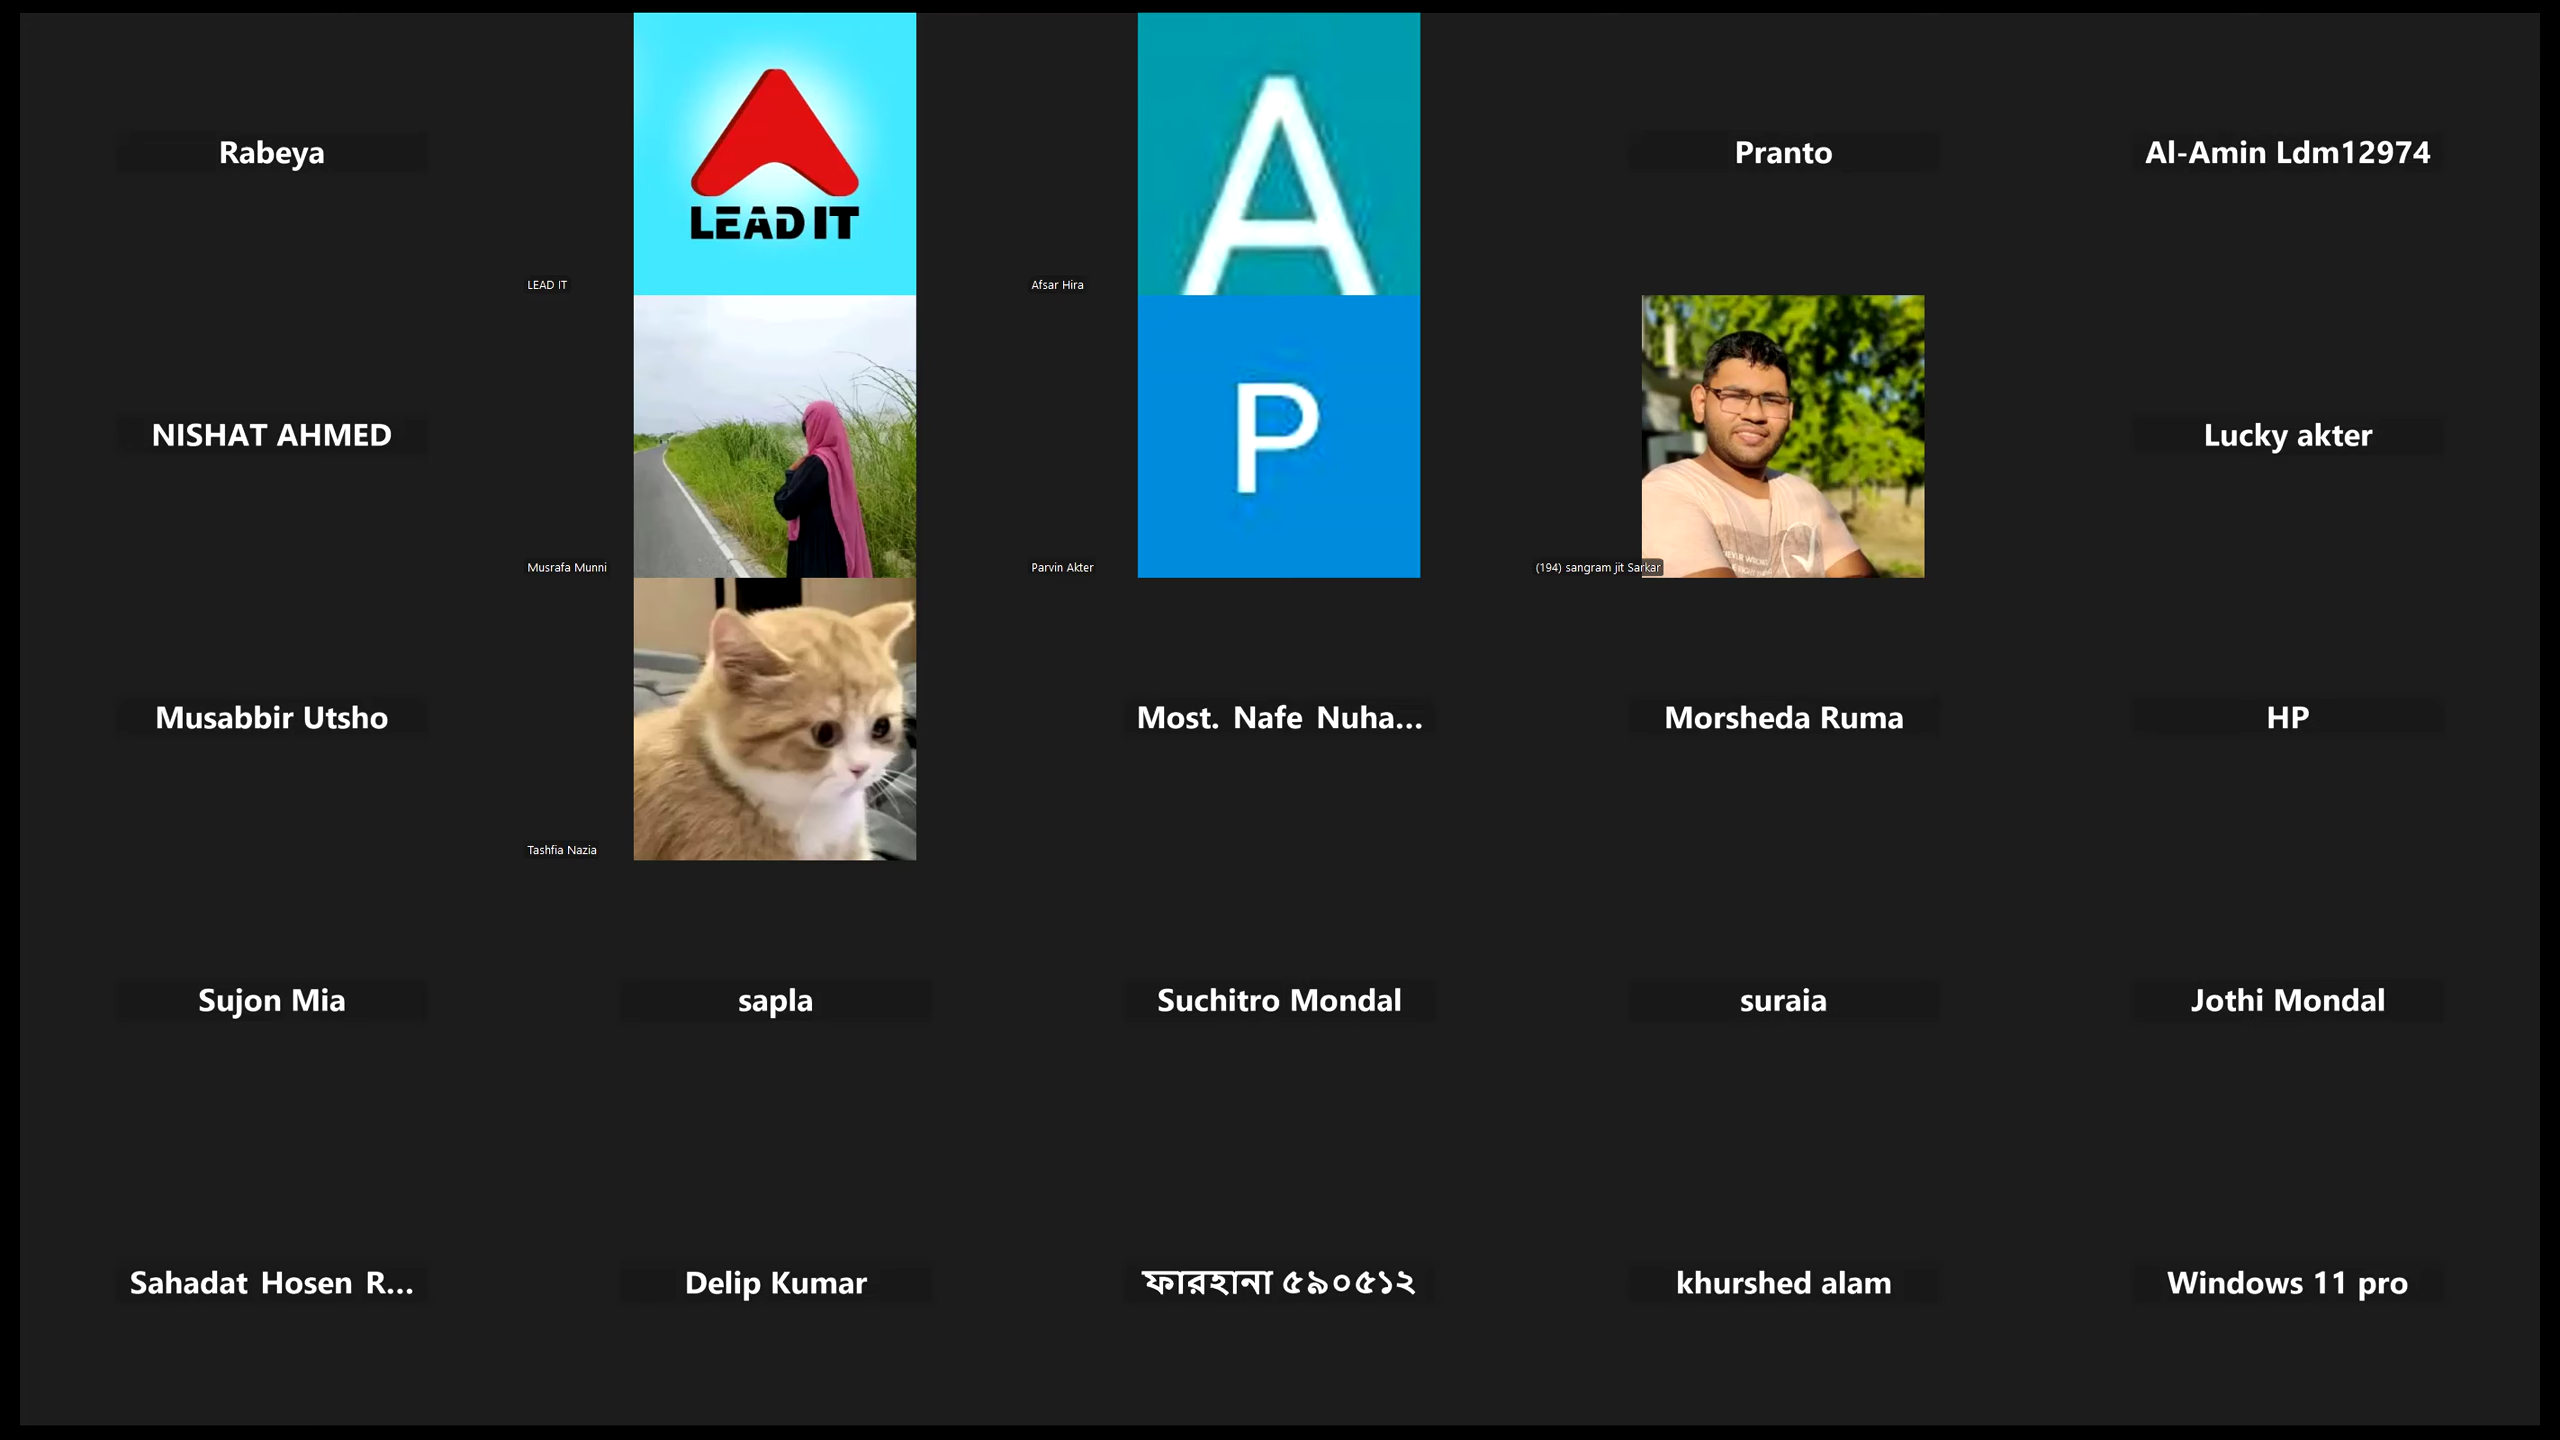 Rabeya
LEAD IT
LEAD IT
A
Afsar Hira
Pranto
Al-Amin Ldm12974
NISHAT AHMED
Musrafa Munni
P
Parvin Akter
(194) sangram jit Sarkar
Lucky akter
Musabbir Utsho
Tashfia Nazia
Most. Nafe Nuha...
Morsheda Ruma
HP
Sujon Mia
sapla
Suchitro Mondal
suraia
Jothi Mondal
Sahadat Hosen R...
Delip Kumar
ফারহানা ৫৯০৫১২
khurshed alam
Windows 11 pro